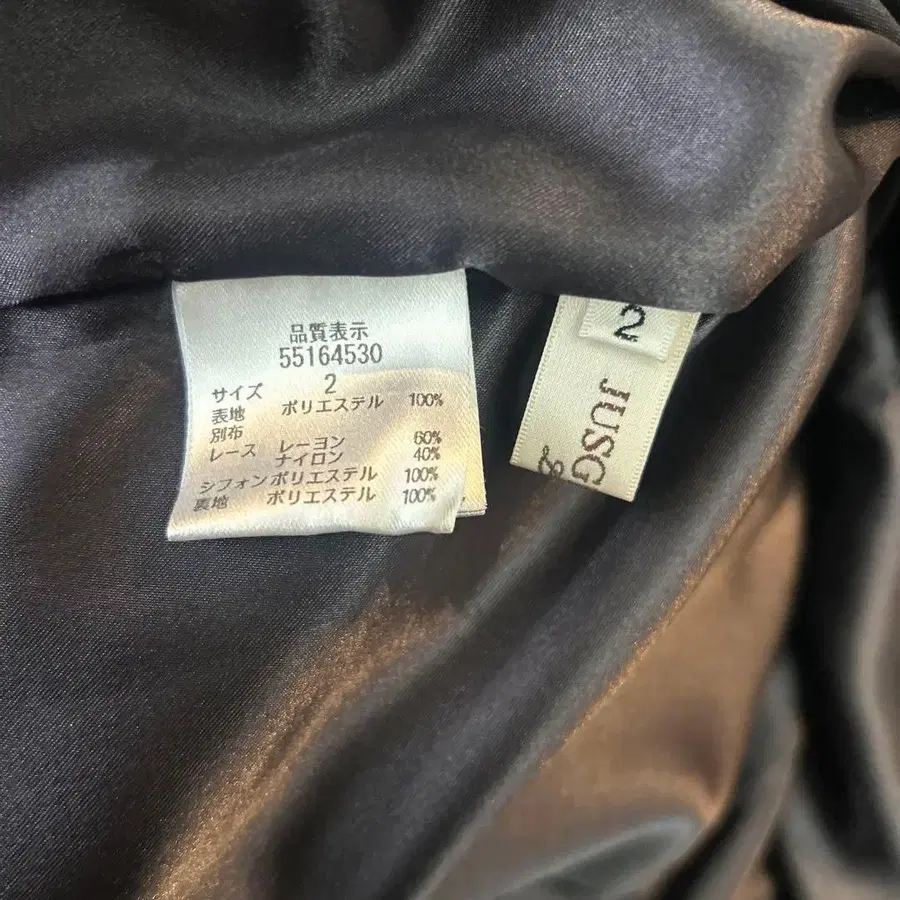 品質表示
55164530
サイズ 2
表地 ポリエステル 100%
別布
レース レーヨン 60%
ナイロン 40%
シフォンポリエステル 100%
裏地 ポリエステル 100%
2
JUSG
&